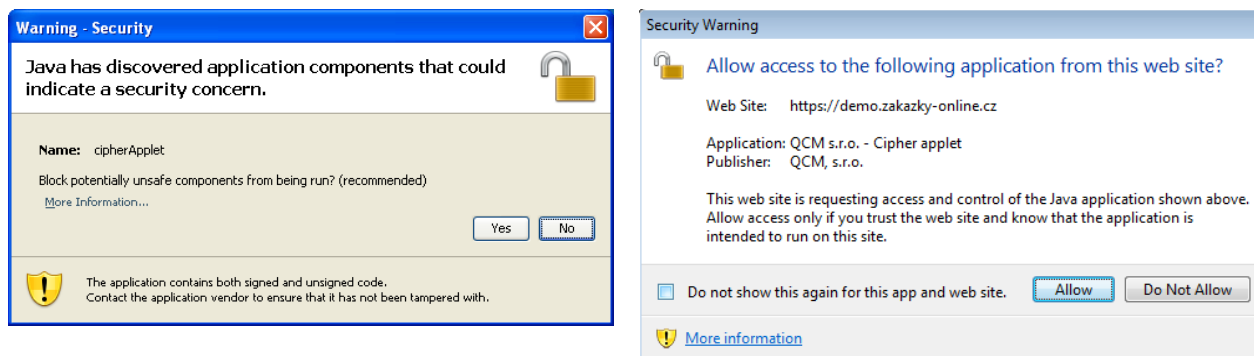 Warning - Security
Java has discovered application components that could
indicate a security concern.
Name: cipherApplet
Block potentially unsafe components from being run? (recommended)
More Information...
Yes No
The application contains both signed and unsigned code.
Contact the application vendor to ensure that it has not been tampered with.
Security Warning
Allow access to the following application from this web site?
Web Site: https://demo.zakazky-online.cz
Application: QCM s.r.o. - Cipher applet
Publisher: QCM, s.r.o.
This web site is requesting access and control of the Java application shown above.
Allow access only if you trust the web site and know that the application is
intended to run on this site.
Do not show this again for this app and web site. Allow Do Not Allow
More information